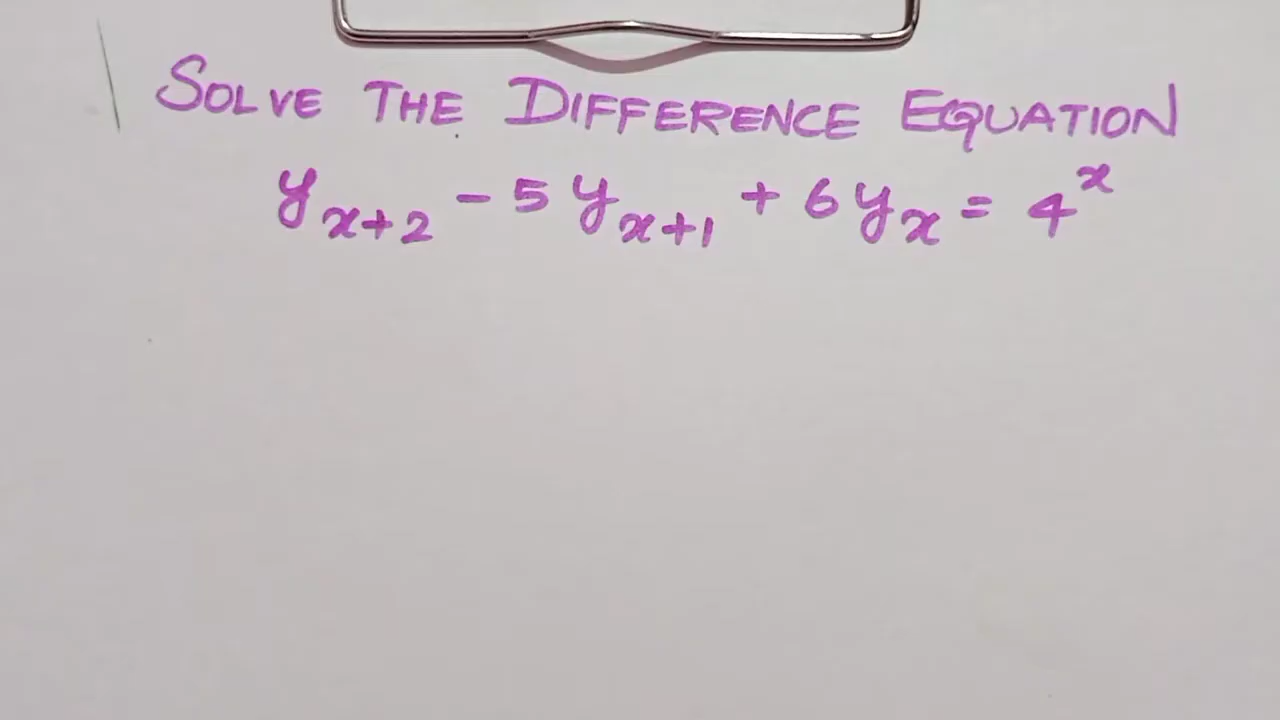 SOLVE THE DIFFERENCE EQUATION
y_{x+2} - 5 y_{x+1} + 6 y_x = 4^x